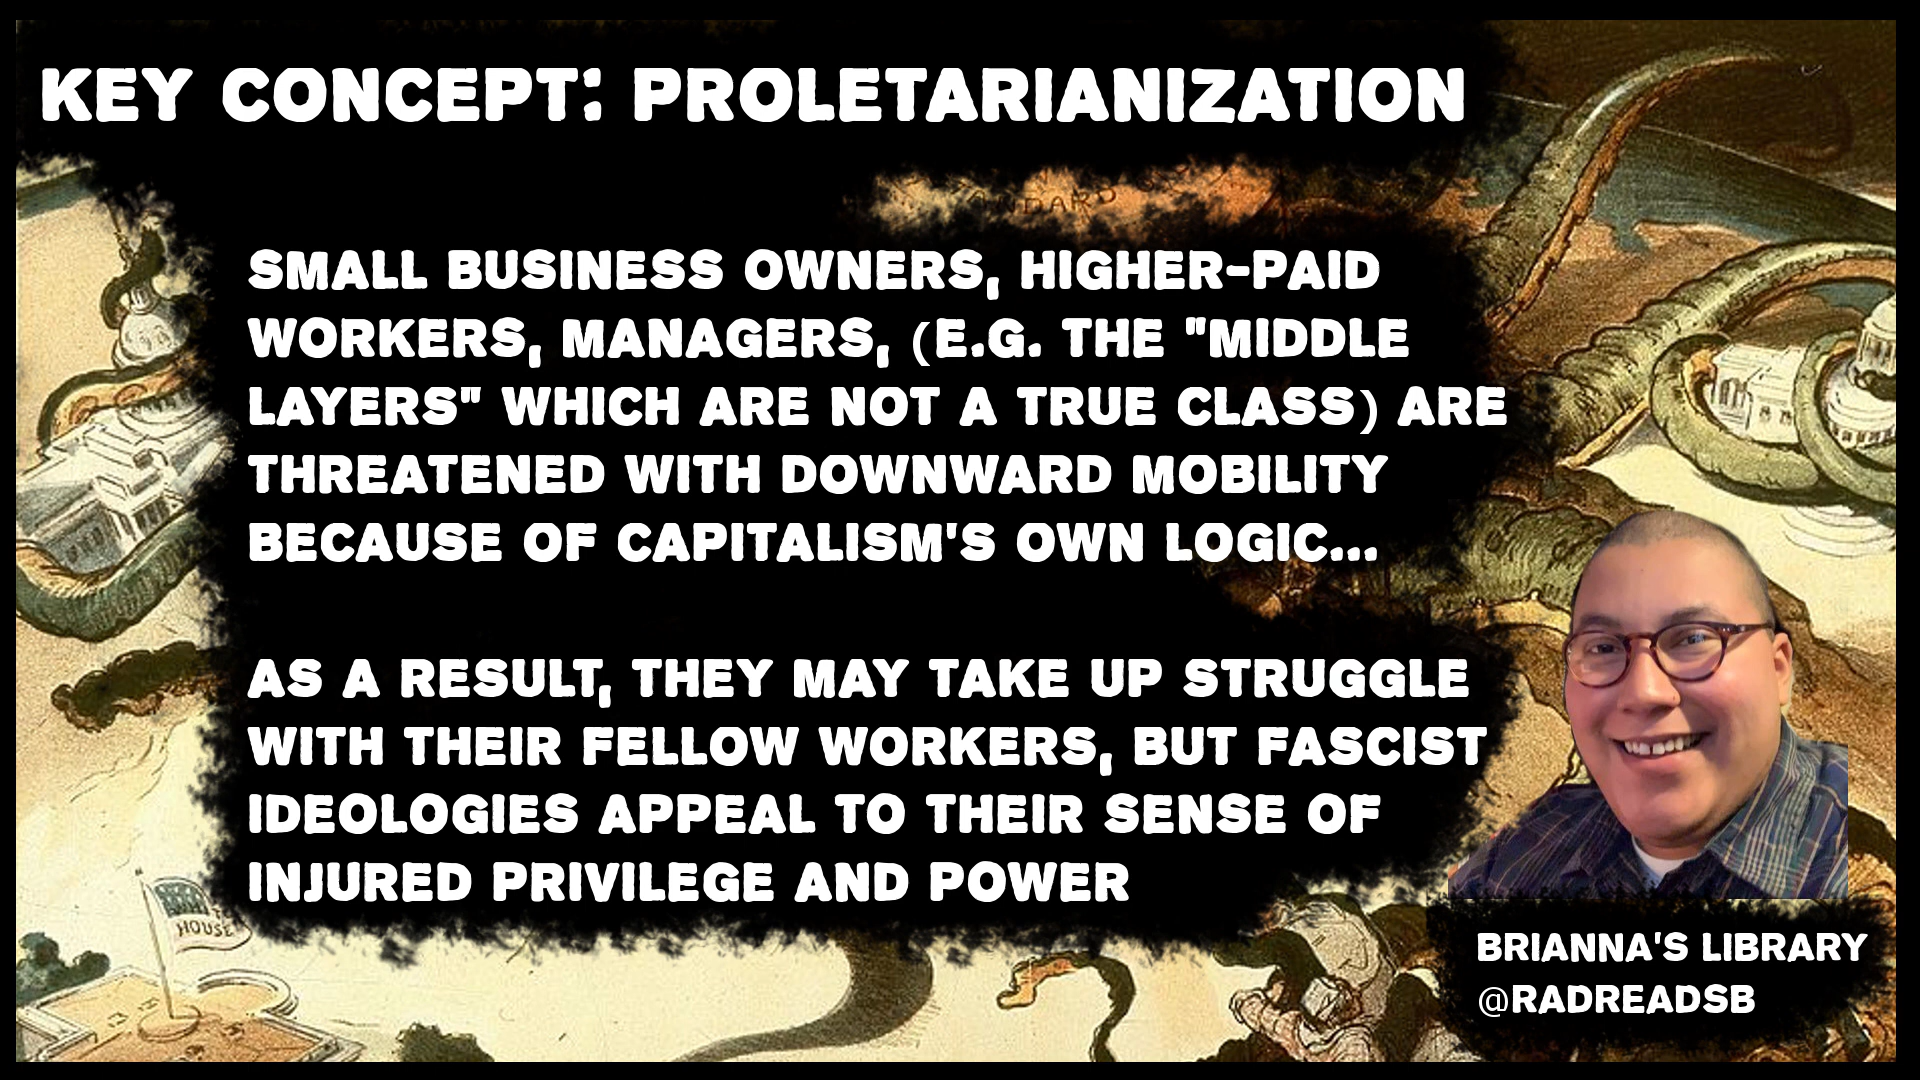 KEY CONCEPT: PROLETARIANIZATION
NDARD
SMALL BUSINESS OWNERS, HIGHER-PAID
WORKERS, MANAGERS, (E.G. THE "MIDDLE
LAYERS" WHICH ARE NOT A TRUE CLASS) ARE
THREATENED WITH DOWNWARD MOBILITY
BECAUSE OF CAPITALISM'S OWN LOGIC...
AS A RESULT, THEY MAY TAKE UP STRUGGLE
WITH THEIR FELLOW WORKERS, BUT FASCIST
IDEOLOGIES APPEAL TO THEIR SENSE OF
INJURED PRIVILEGE AND POWER
HOUSE
BRIANNA'S LIBRARY
@RADREADSB